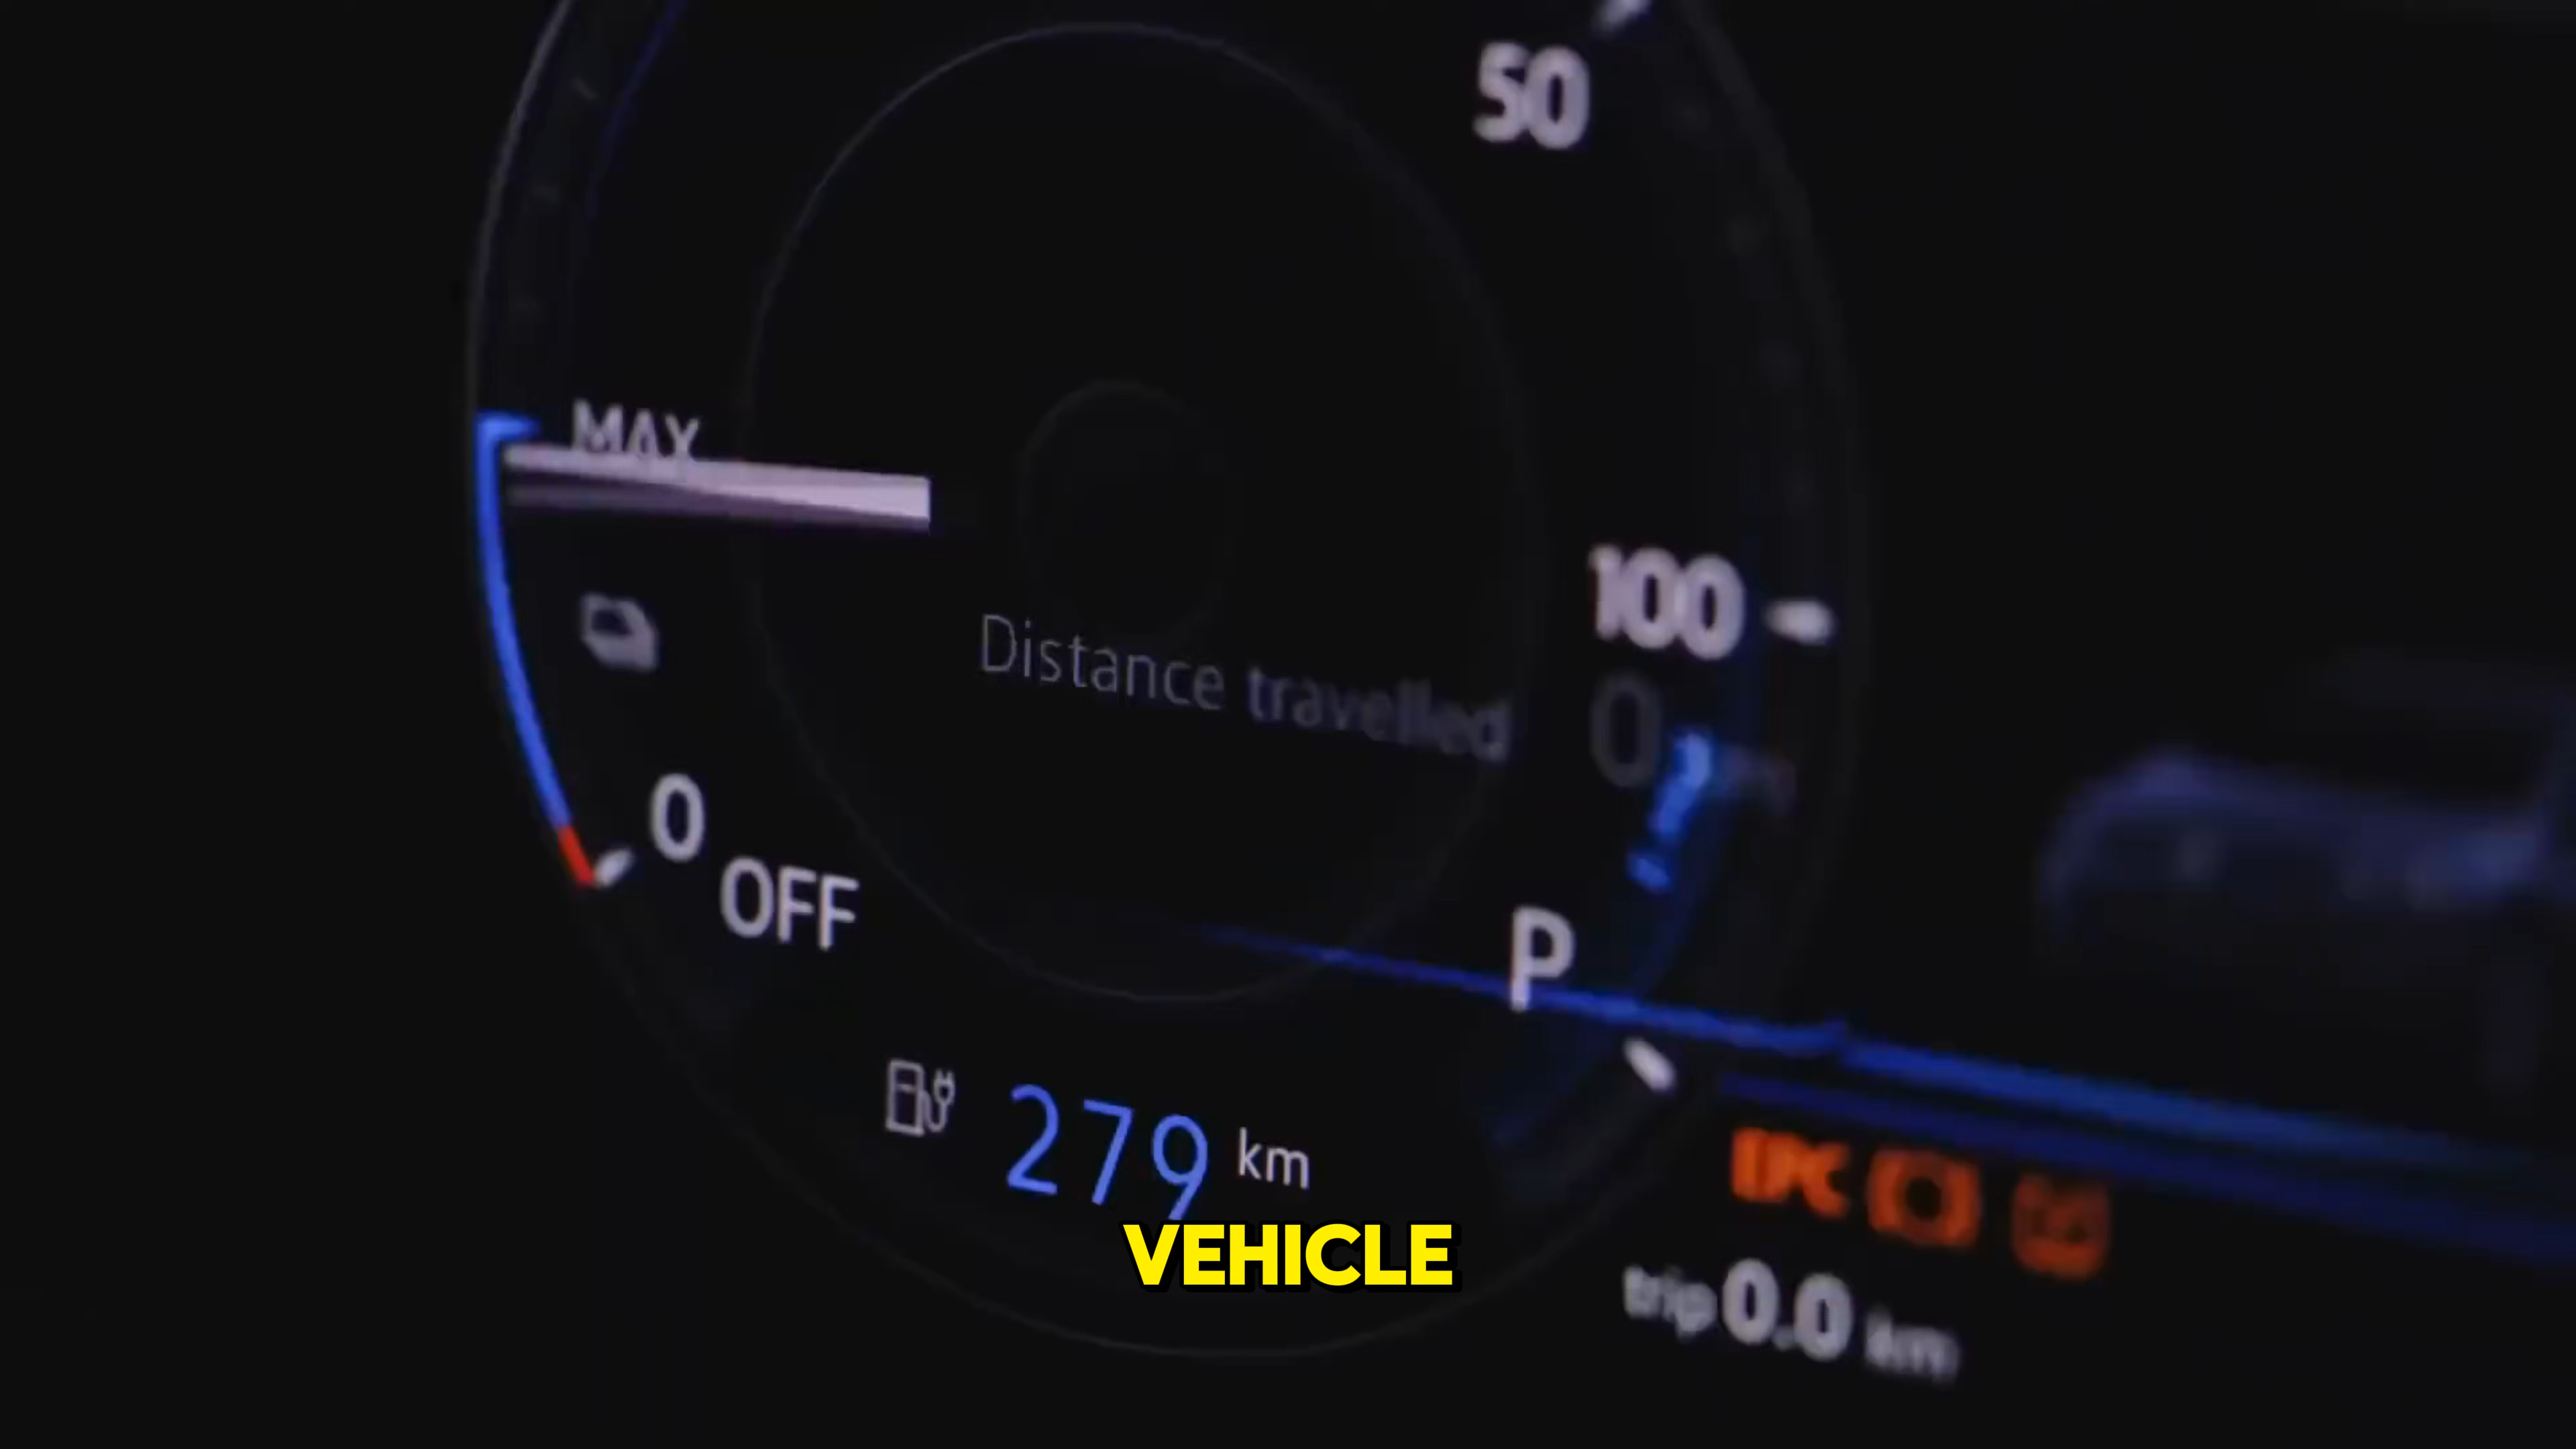 50
MAX
100
Distance travelled 0
0
OFF
P
279 km
EPC
VEHICLE
trip 0.0 km